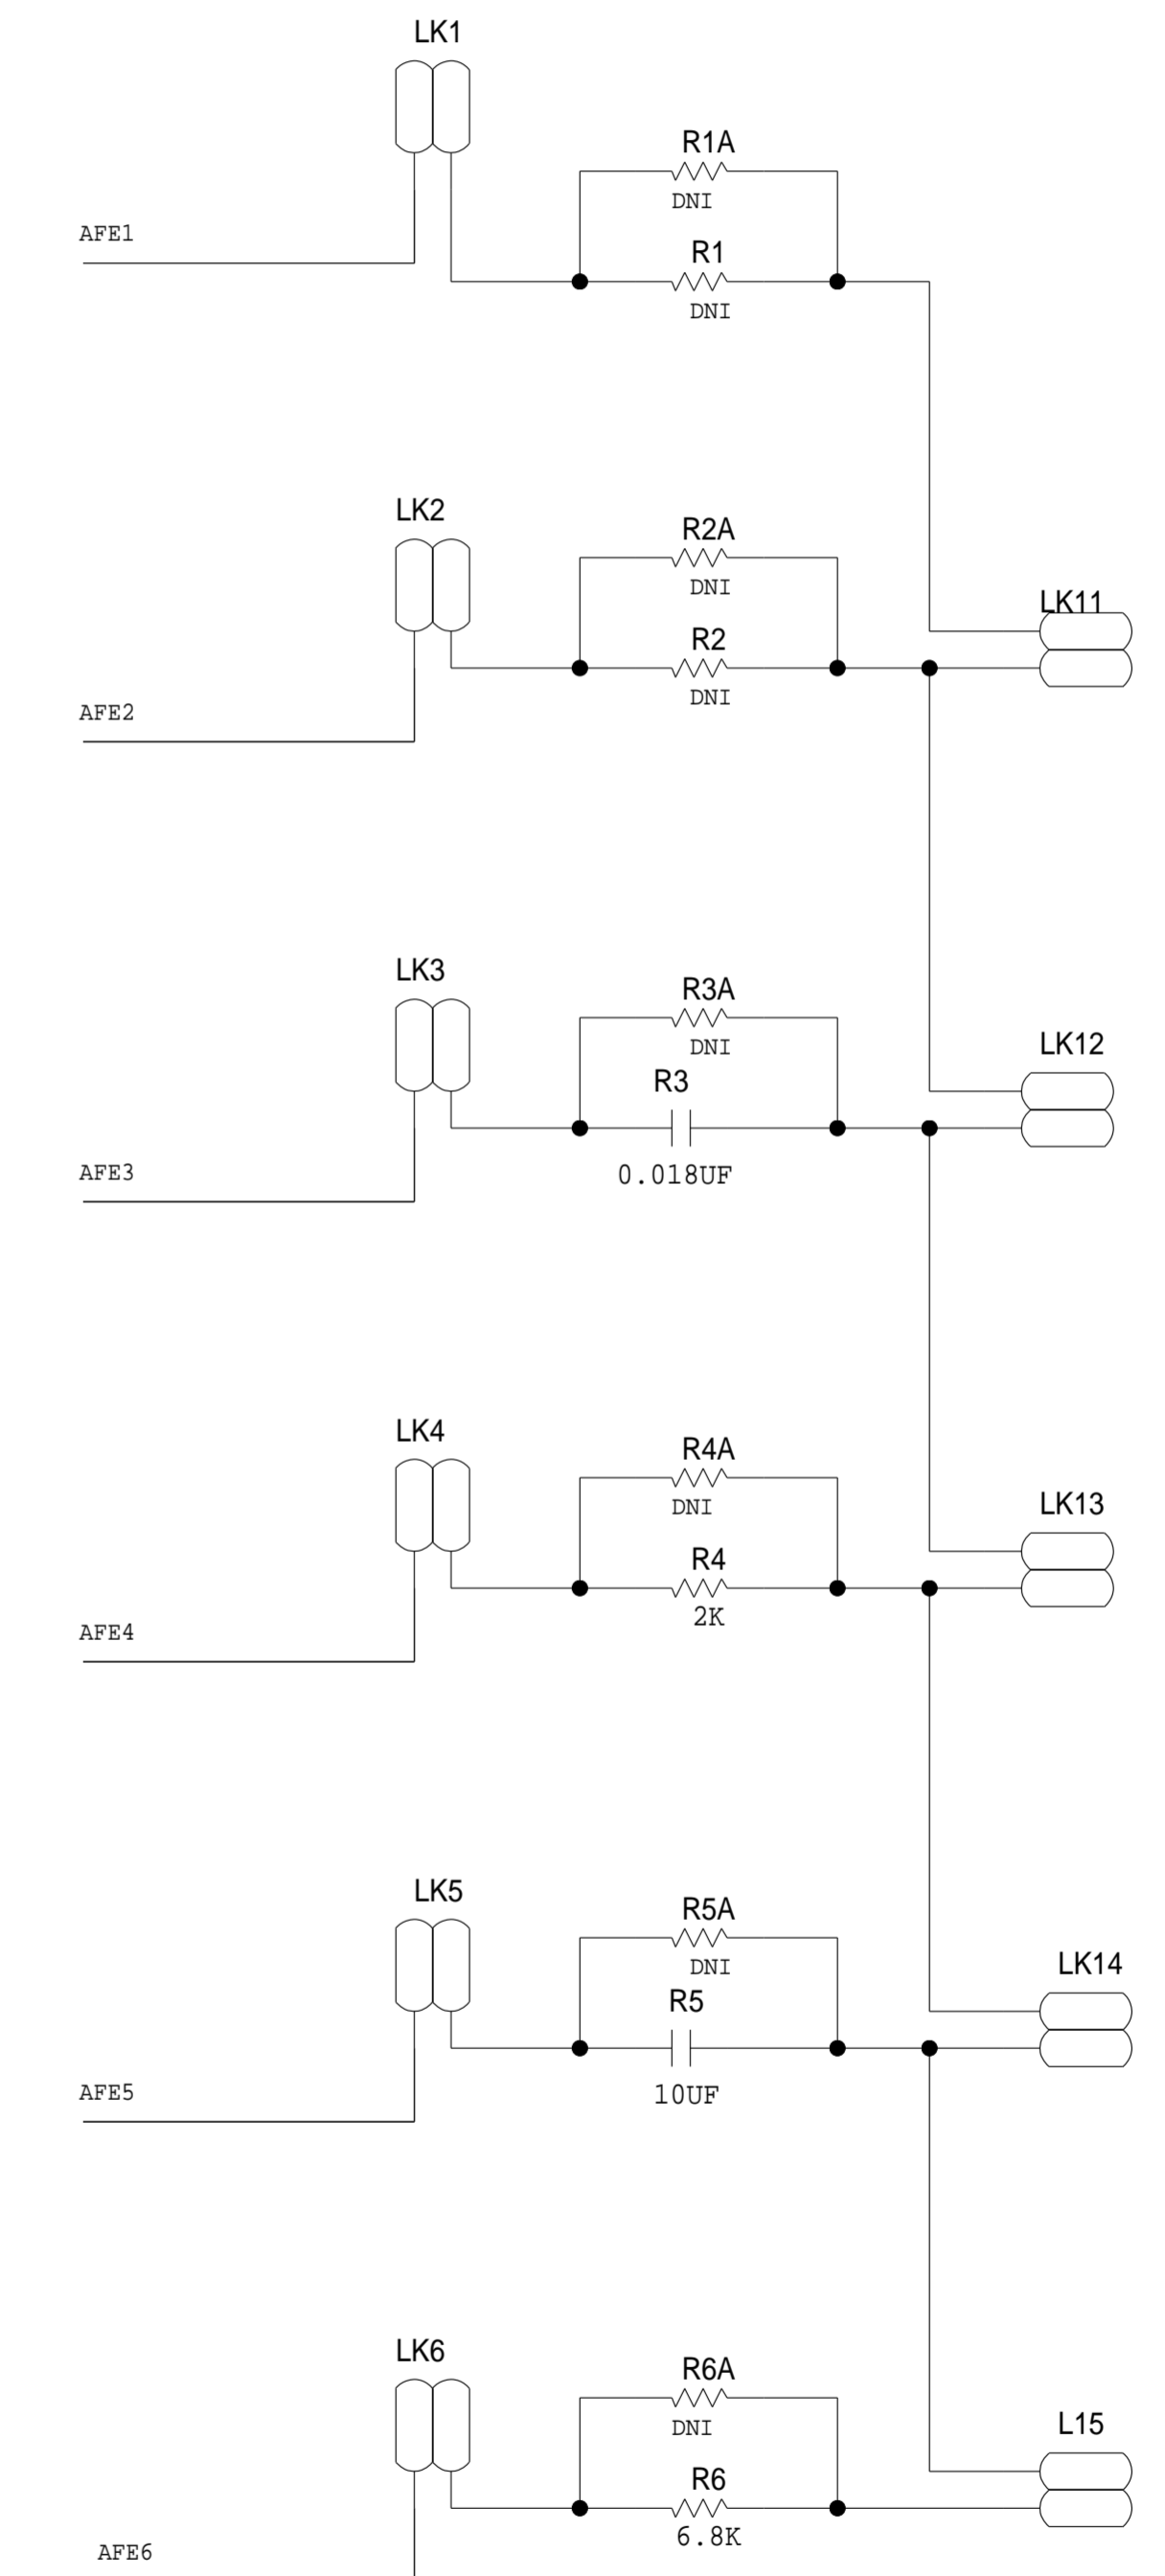 LK1
R1A
DNI
AFE1
R1
DNI
LK2
R2A
DNI
LK11
R2
DNI
AFE2
LK3
R3A
DNI
LK12
R3
0.018UF
AFE3
LK4
R4A
DNI
LK13
R4
2K
AFE4
LK5
R5A
DNI
LK14
R5
10UF
AFE5
LK6
R6A
DNI
L15
R6
6.8K
AFE6